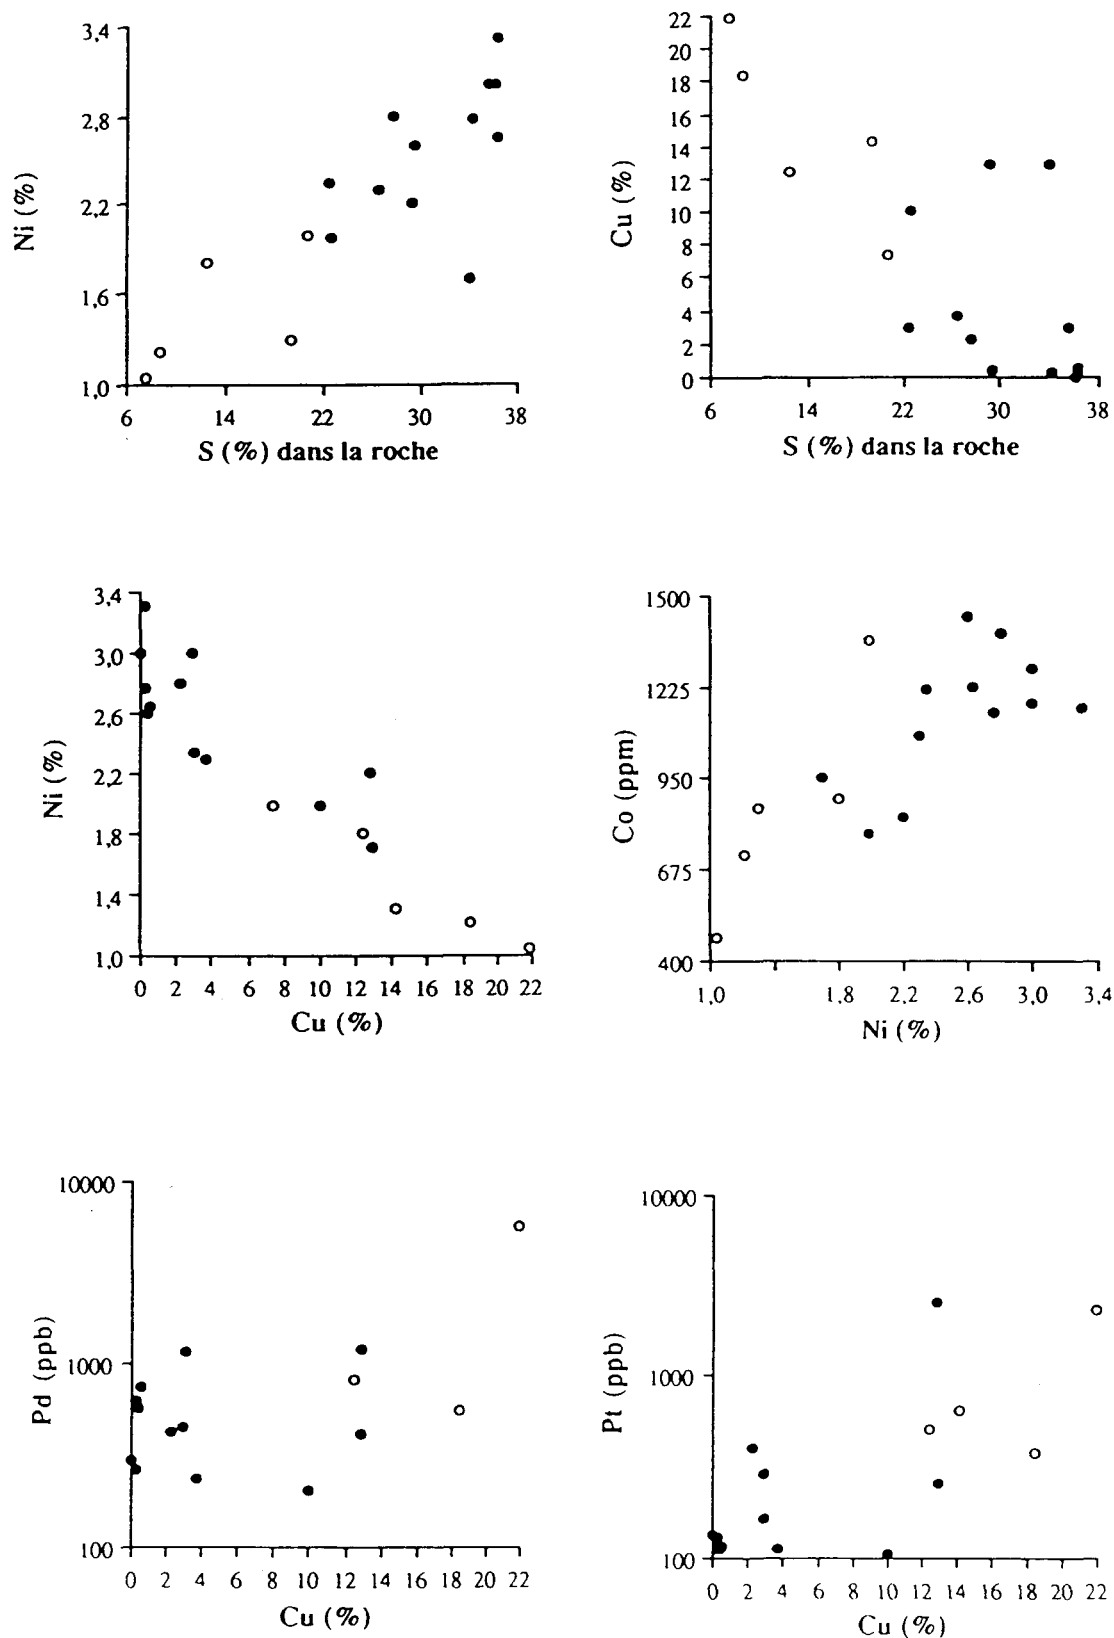 3,4
2,8
2,2
1,6
1,0
Ni (%)
6 14 22 30 38
S (%) dans la roche
22
20
18
16
14
12
10
8
6
4
2
0
Cu (%)
6 14 22 30 38
S (%) dans la roche
3,4
3,0
2,6
2,2
1,8
1,4
1,0
Ni (%)
0 2 4 6 8 10 12 14 16 18 20 22
Cu (%)
1500
1225
950
675
400
Co (ppm)
1,0 1,8 2,2 2,6 3,0 3,4
Ni (%)
10000
1000
100
Pd (ppb)
0 2 4 6 8 10 12 14 16 18 20 22
Cu (%)
10000
1000
100
Pt (ppb)
0 2 4 6 8 10 12 14 16 18 20 22
Cu (%)